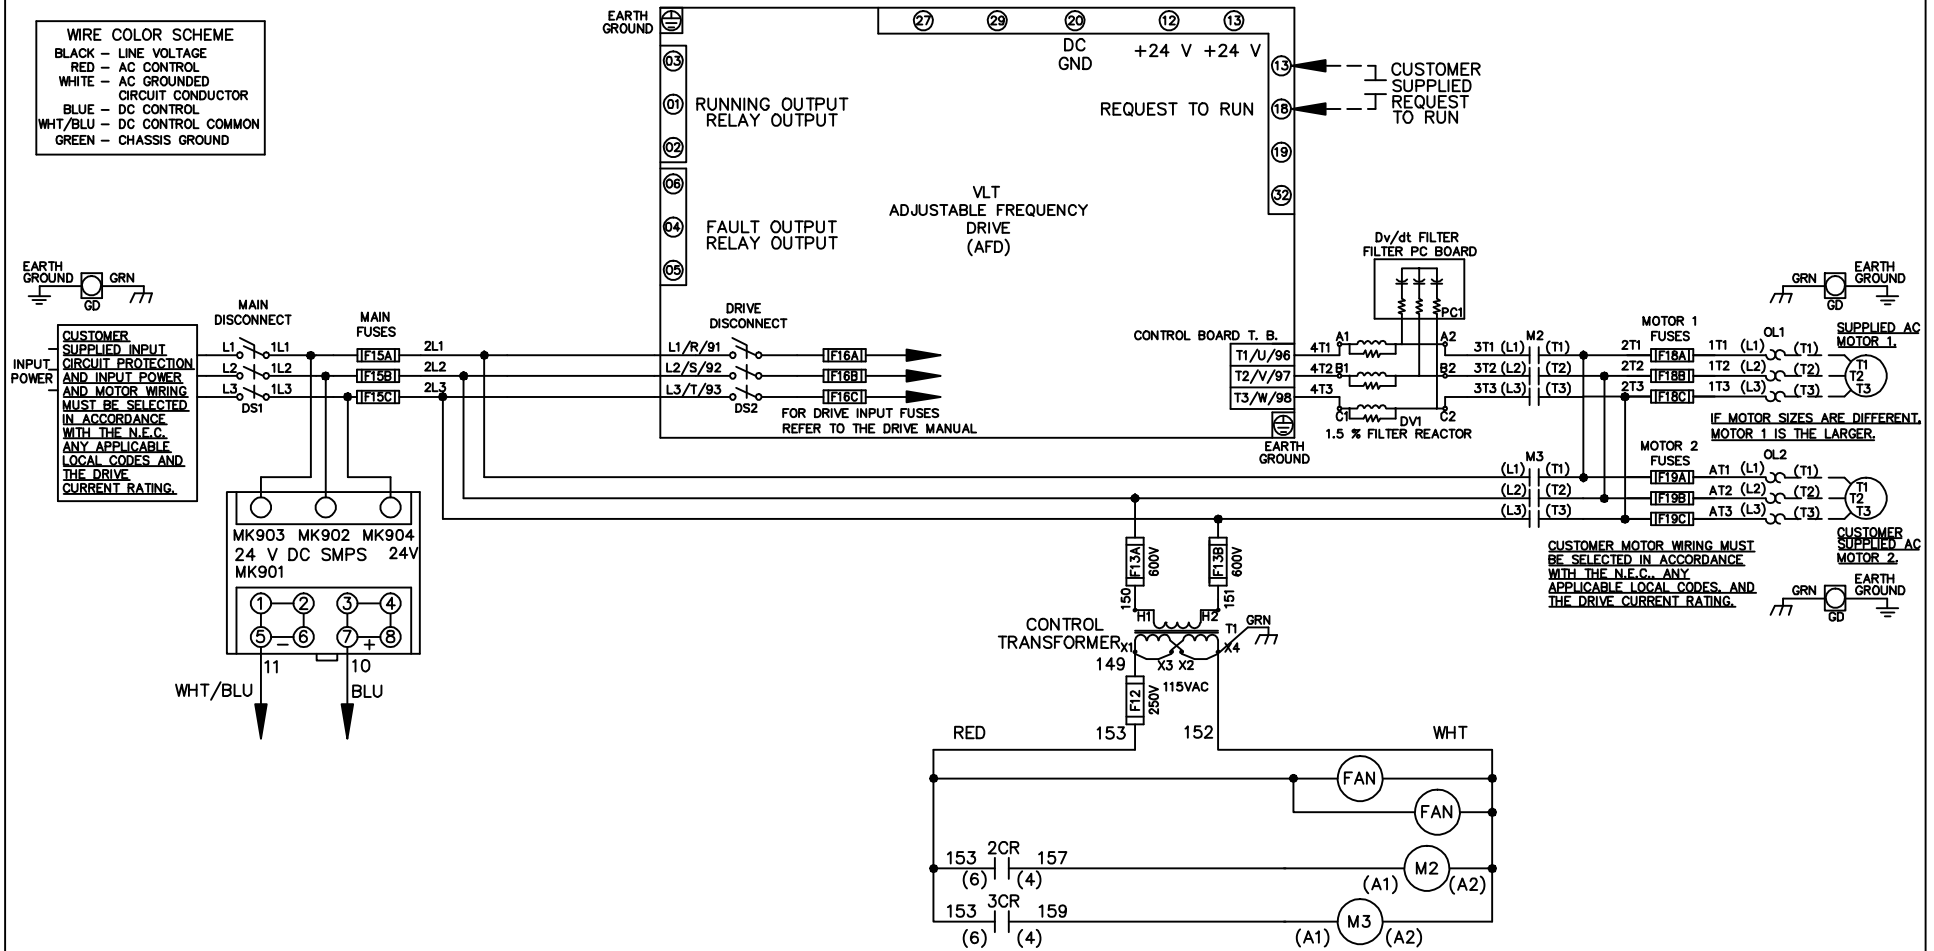 WIRE COLOR SCHEME
BLACK – LINE VOLTAGE
RED – AC CONTROL
WHITE – AC GROUNDED
CIRCUIT CONDUCTOR
BLUE – DC CONTROL
WHT/BLU – DC CONTROL COMMON
GREEN – CHASSIS GROUND
EARTH
GROUND
27
29
20
12
13
DC
GND
+24 V
+24 V
03
01
02
RUNNING OUTPUT
RELAY OUTPUT
06
04
05
FAULT OUTPUT
RELAY OUTPUT
13
18
19
32
REQUEST TO RUN
CUSTOMER
SUPPLIED
REQUEST
TO RUN
VLT
ADJUSTABLE FREQUENCY
DRIVE
(AFD)
EARTH
GROUND
GRN
GD
INPUT
POWER
CUSTOMER
SUPPLIED INPUT
CIRCUIT PROTECTION
AND INPUT POWER
AND MOTOR WIRING
MUST BE SELECTED
IN ACCORDANCE
WITH THE N.E.C.
ANY APPLICABLE
LOCAL CODES AND
THE DRIVE
CURRENT RATING.
MAIN
DISCONNECT
L1
1L1
L2
1L2
L3
1L3
DS1
MAIN
FUSES
F15A
F15B
F15C
2L1
2L2
2L3
L1/R/91
L2/S/92
L3/T/93
DRIVE
DISCONNECT
DS2
F16A
F16B
F16C
FOR DRIVE INPUT FUSES
REFER TO THE DRIVE MANUAL
CONTROL BOARD T. B.
T1/U/96
T2/V/97
T3/W/98
EARTH
GROUND
4T1
4T2
4T3
A1
B1
C1
A2
B2
C2
Dv/dt FILTER
FILTER PC BOARD
PC1
DV1
1.5 % FILTER REACTOR
M2
3T1 (L1) (T1)
3T2 (L2) (T2)
3T3 (L3) (T3)
MOTOR 1
FUSES
2T1
2T2
2T3
F18A
F18B
F18C
1T1 (L1)
1T2 (L2)
1T3 (L3)
OL1
(T1)
(T2)
(T3)
GRN
GD
EARTH
GROUND
SUPPLIED AC
MOTOR 1.
T1
T2
T3
IF MOTOR SIZES ARE DIFFERENT,
MOTOR 1 IS THE LARGER.
M3
(L1) (T1)
(L2) (T2)
(L3) (T3)
MOTOR 2
FUSES
F19A
F19B
F19C
AT1 (L1)
AT2 (L2)
AT3 (L3)
OL2
(T1)
(T2)
(T3)
T1
T2
T3
CUSTOMER
SUPPLIED AC
MOTOR 2.
CUSTOMER MOTOR WIRING MUST
BE SELECTED IN ACCORDANCE
WITH THE N.E.C., ANY
APPLICABLE LOCAL CODES, AND
THE DRIVE CURRENT RATING.
GRN
GD
EARTH
GROUND
MK903 MK902 MK904
24 V DC SMPS 24V
MK901
1 2 3 4
5 – 6 7 + 8
11
10
WHT/BLU
BLU
F13A
600V
F13B
600V
150
151
H1
H2
CONTROL
TRANSFORMER
T1
GRN
X1
X3 X2
X4
149
115VAC
F12
250V
153
152
RED
WHT
FAN
FAN
153 2CR 157
(6) (4)
M2
(A1) (A2)
153 3CR 159
(6) (4)
M3
(A1) (A2)